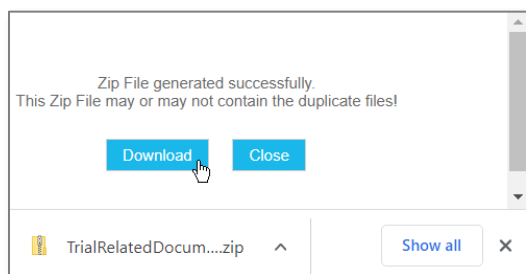 Zip File generated successfully.
This Zip File may or may not contain the duplicate files!
Download Close
TrialRelatedDocum....zip Show all